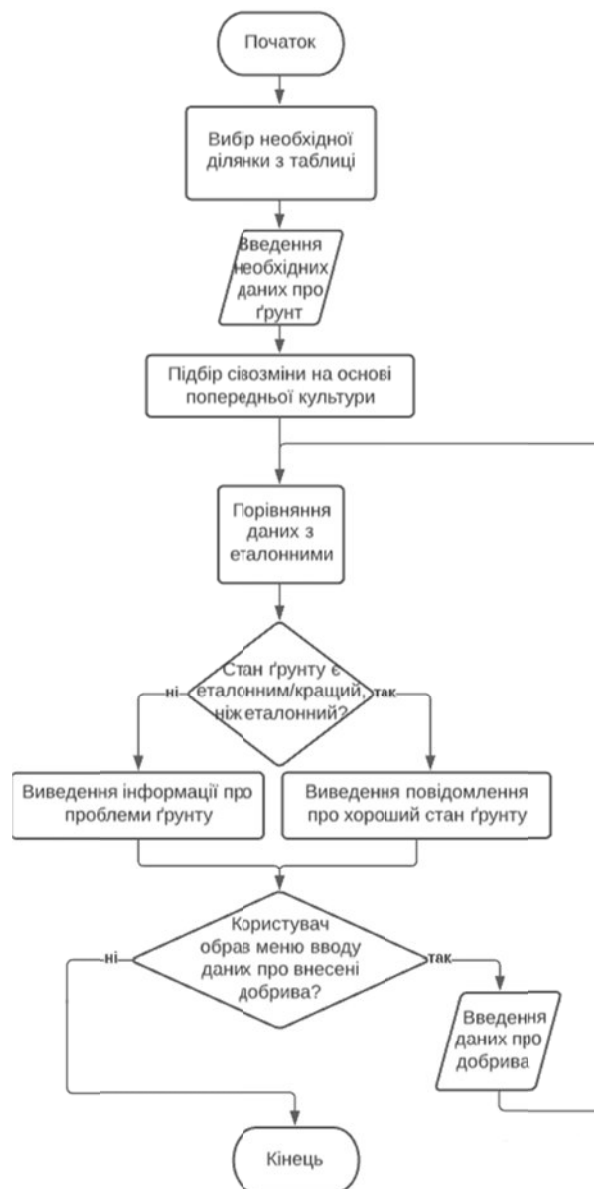 Початок
Вибір необхідної
ділянки з таблиці
Введення
необхідних
даних про
ґрунт
Підбір сівозміни на основі
попередньої культури
Порівняння
даних з
еталонними
Стан ґрунту є
еталонним/кращий,
ніж еталонний?
ні
так
Виведення інформації про
проблеми ґрунту
Виведення повідомлення
про хороший стан ґрунту
Користувач
обрав меню вводу
даних про внесені
добрива?
ні
так
Введення
даних про
добрива
Кінець